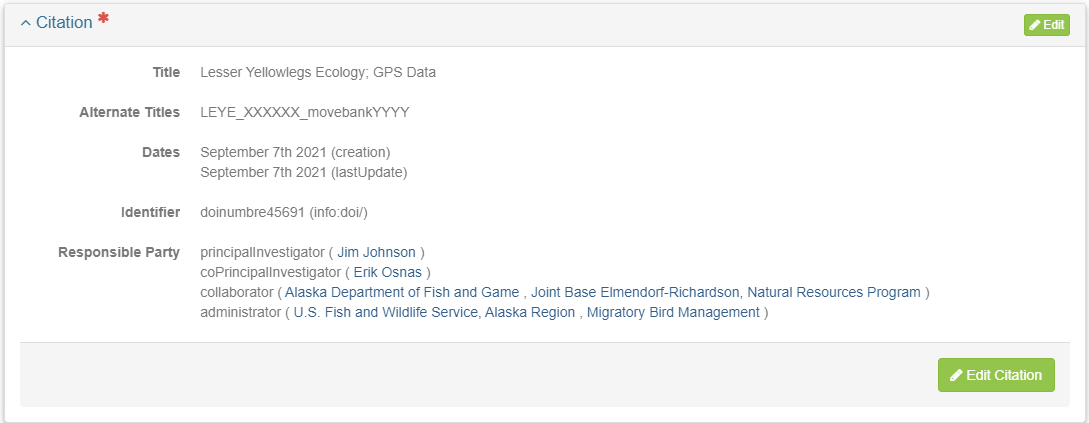 Citation *
Edit
Title Lesser Yellowlegs Ecology; GPS Data
Alternate Titles LEYE_XXXXXX_movebankYYYY
Dates September 7th 2021 (creation)
September 7th 2021 (lastUpdate)
Identifier doinumbre45691 (info:doi/)
Responsible Party principalInvestigator ( Jim Johnson )
coPrincipalInvestigator ( Erik Osnas )
collaborator ( Alaska Department of Fish and Game , Joint Base Elmendorf-Richardson, Natural Resources Program )
administrator ( U.S. Fish and Wildlife Service, Alaska Region , Migratory Bird Management )
Edit Citation